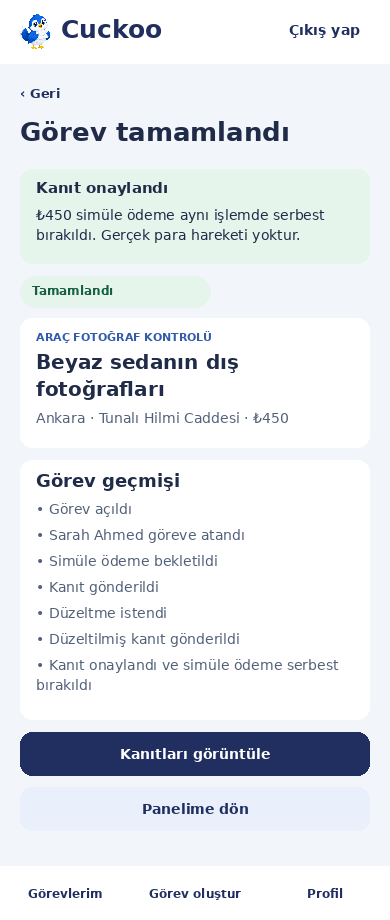 Cuckoo
Çıkış yap
‹ Geri
Görev tamamlandı
Kanıt onaylandı
₺450 simüle ödeme aynı işlemde serbest
bırakıldı. Gerçek para hareketi yoktur.
Tamamlandı
ARAÇ FOTOĞRAF KONTROLÜ
Beyaz sedanın dış
fotoğrafları
Ankara · Tunalı Hilmi Caddesi · ₺450
Görev geçmişi
• Görev açıldı
• Sarah Ahmed göreve atandı
• Simüle ödeme bekletildi
• Kanıt gönderildi
• Düzeltme istendi
• Düzeltilmiş kanıt gönderildi
• Kanıt onaylandı ve simüle ödeme serbest
bırakıldı
Kanıtları görüntüle
Panelime dön
Görevlerim
Görev oluştur
Profil